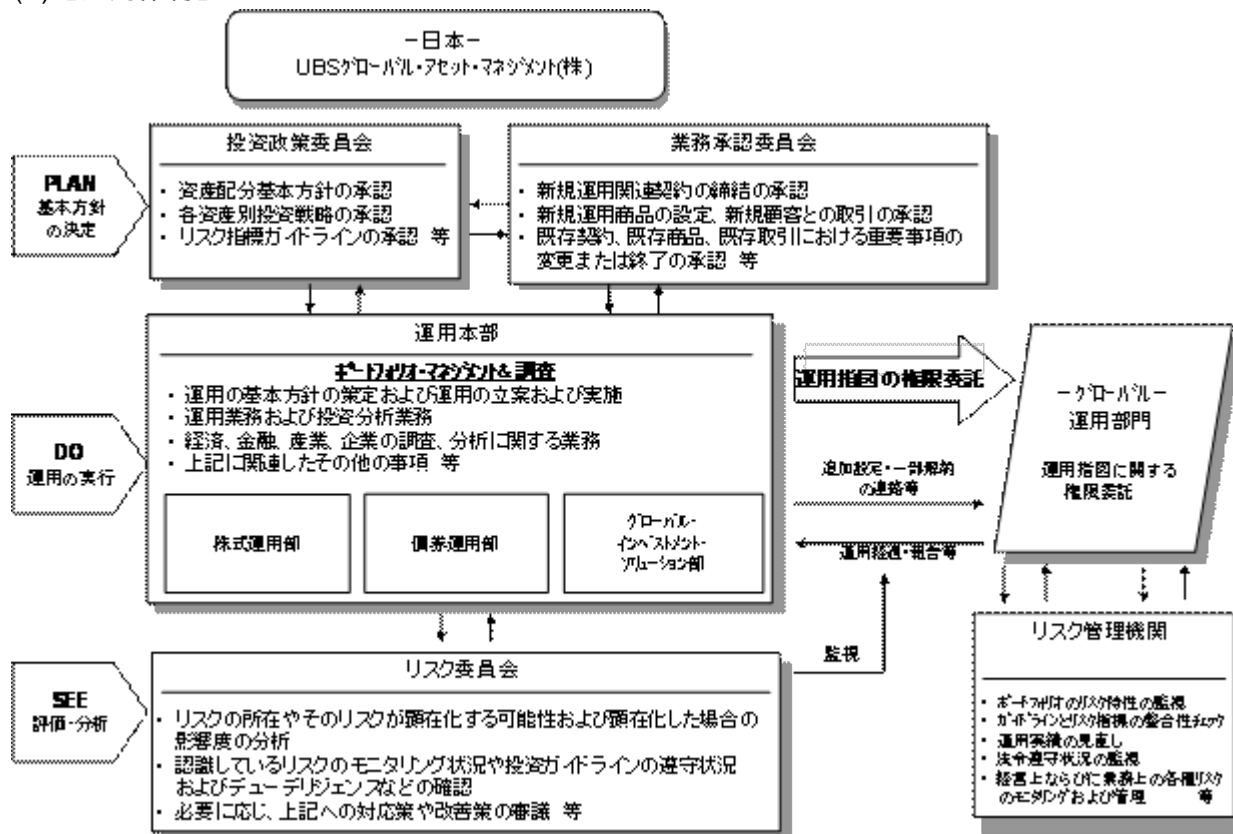 －日本－
UBSｸﾞﾛｰﾊﾞﾙ・ｱｾｯﾄ・ﾏﾈｼﾞﾒﾝﾄ(株)
PLAN
基本方針
の決定
投資政策委員会
・ 資産配分基本方針の承認
・ 各資産別投資戦略の承認
・ リスク指標ガイドラインの承認 等
業務承認委員会
・ 新規運用関連契約の締結の承認
・ 新規運用商品の設定、新規顧客との取引の承認
・ 既存契約、既存商品、既存取引における重要事項の
変更または終了の承認 等
DO
運用の実行
運用本部
ﾎﾟｰﾄﾌｫﾘｵ・ﾏﾈｼﾞﾒﾝﾄ＆調査
・ 運用の基本方針の策定および運用の立案および実施
・ 運用業務および投資分析業務
・ 経済、金融、産業、企業の調査、分析に関する業務
・ 上記に関連したその他の事項 等
株式運用部
債券運用部
ｸﾞﾛｰﾊﾞﾙ・
ｲﾝﾍﾞｽﾄﾒﾝﾄ・
ｿﾘｭｰｼｮﾝ部
運用指図の権限委託
追加設定・一部解約
の連絡等
運用経過・報告等
監視
－ｸﾞﾛｰﾊﾞﾙ－
運用部門
運用指図に関する
権限委託
SEE
評価・分析
リスク委員会
・ リスクの所在やそのリスクが顕在化する可能性および顕在化した場合の
影響度の分析
・ 認識しているリスクのモニタリング状況や投資ガイドラインの遵守状況
およびデューデリジェンスなどの確認
・ 必要に応じ、上記への対応策や改善策の審議 等
リスク管理機関
・ ﾎﾟｰﾄﾌｫﾘｵのﾘｽｸ特性の監視
・ ｶﾞｲﾄﾞﾗｲﾝとﾘｽｸ指標の整合性ﾁｪｯｸ
・ 運用実績の見直し
・ 法令遵守状況の監視
・ 経営上ならびに業務上の各種ﾘｽｸ
のﾓﾆﾀﾘﾝｸﾞおよび管理 等